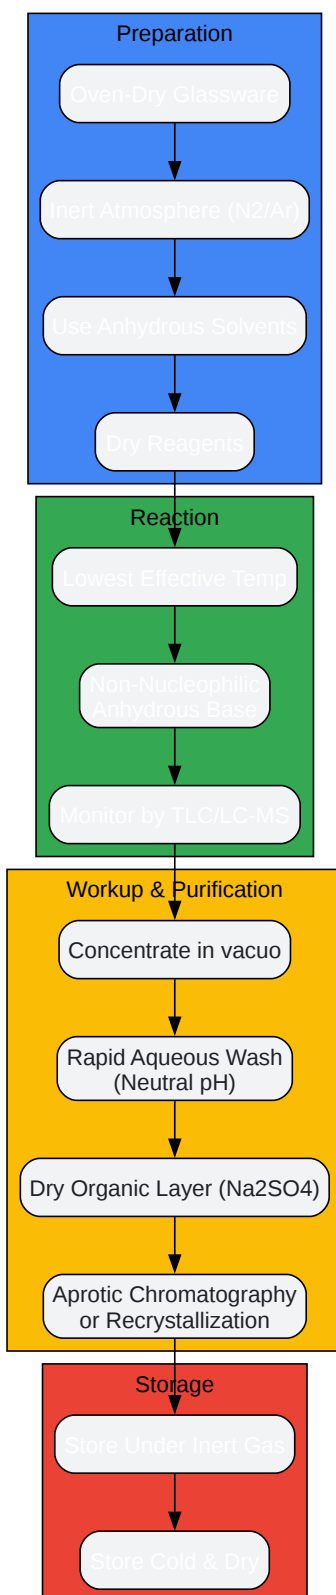 Preparation
Oven-Dry Glassware
Inert Atmosphere (N2/Ar)
Use Anhydrous Solvents
Dry Reagents
Reaction
Lowest Effective Temp
Non-Nucleophilic
Anhydrous Base
Monitor by TLC/LC-MS
Workup & Purification
Concentrate in vacuo
Rapid Aqueous Wash
(Neutral pH)
Dry Organic Layer (Na2SO4)
Aprotic Chromatography
or Recrystallization
Storage
Store Under Inert Gas
Store Cold & Dry